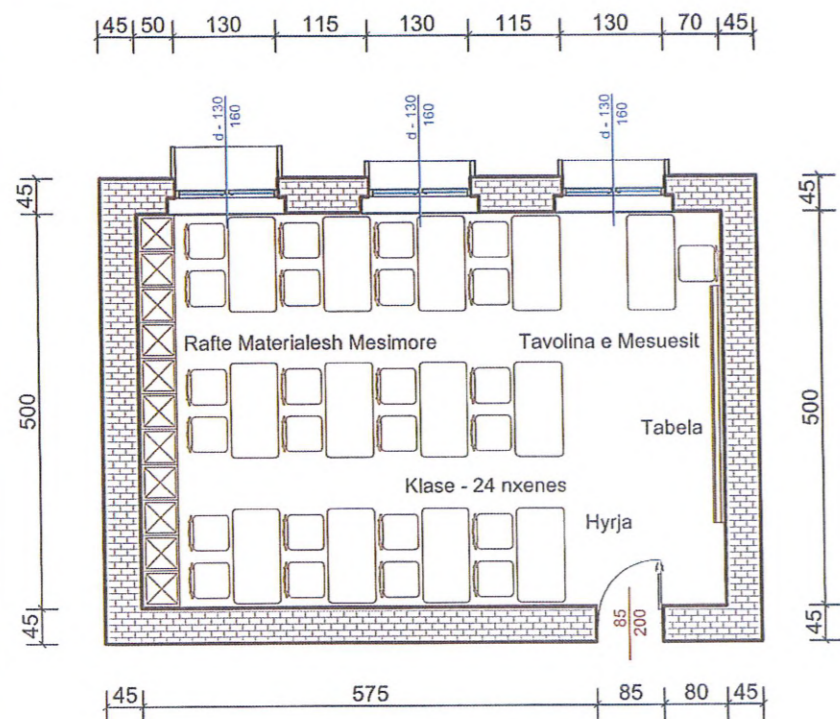 45 50 130 115 130 115 130 70 45
d - 130
160
d - 130
160
d - 130
160
45
45
Rafte Materialesh Mesimore
Tavolina e Mesuesit
500
Tabela
500
Klase - 24 nxenes
Hyrja
45
85
200
45
45 575 85 80 45